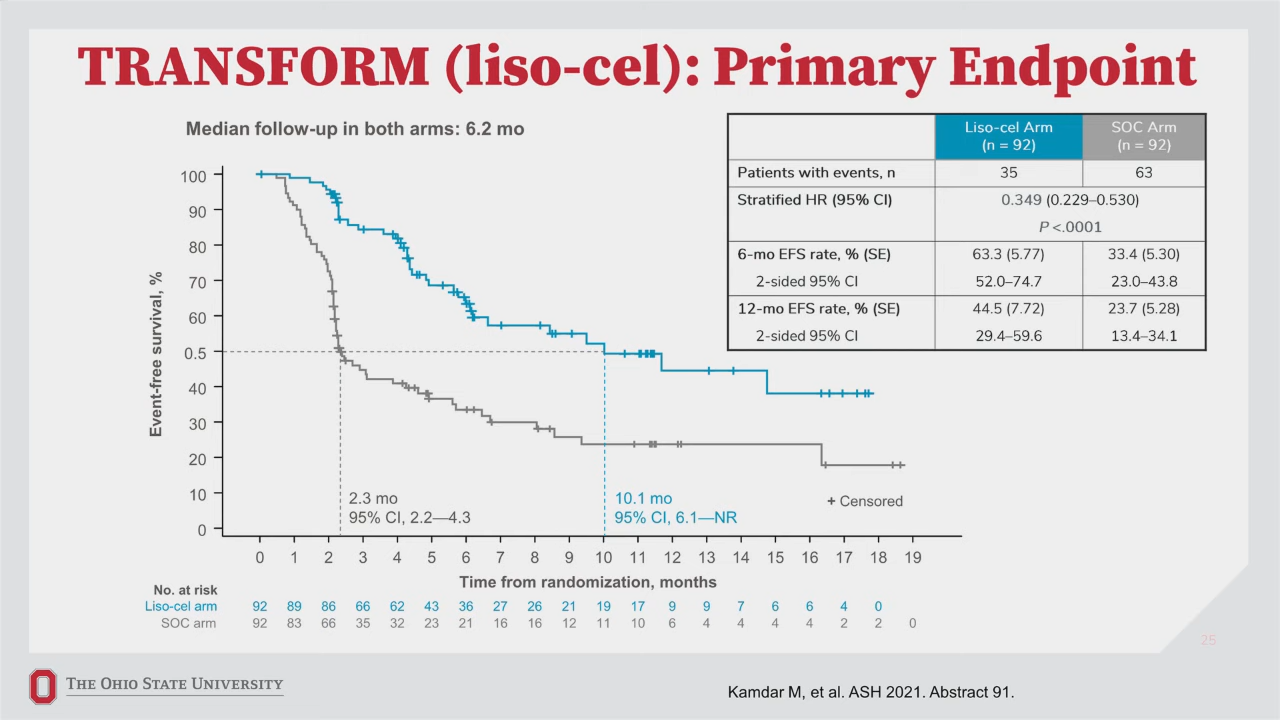 TRANSFORM (liso-cel): Primary Endpoint
Median follow-up in both arms: 6.2 mo
Liso-cel Arm (n = 92) SOC Arm (n = 92)
Patients with events, n 35 63
Stratified HR (95% CI) 0.349 (0.229–0.530)
P <.0001
6-mo EFS rate, % (SE) 63.3 (5.77) 33.4 (5.30)
2-sided 95% CI 52.0–74.7 23.0–43.8
12-mo EFS rate, % (SE) 44.5 (7.72) 23.7 (5.28)
2-sided 95% CI 29.4–59.6 13.4–34.1
Event-free survival, %
100
90
80
70
60
0.5
40
30
20
10
0
2.3 mo
95% CI, 2.2—4.3
10.1 mo
95% CI, 6.1—NR
+ Censored
0 1 2 3 4 5 6 7 8 9 10 11 12 13 14 15 16 17 18 19
Time from randomization, months
No. at risk
Liso-cel arm 92 89 86 66 62 43 36 27 26 21 19 17 9 9 7 6 6 4 0
SOC arm 92 83 66 35 32 23 21 16 16 12 11 10 6 4 4 4 4 2 2 0
25
THE OHIO STATE UNIVERSITY
Kamdar M, et al. ASH 2021. Abstract 91.